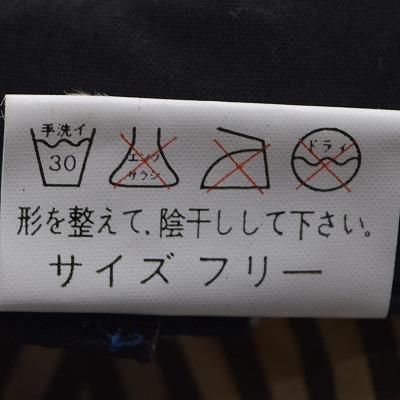 手洗イ
30
エンソ
サラシ
ドライ
形を整えて、陰干しして下さい。
サイズ フリー